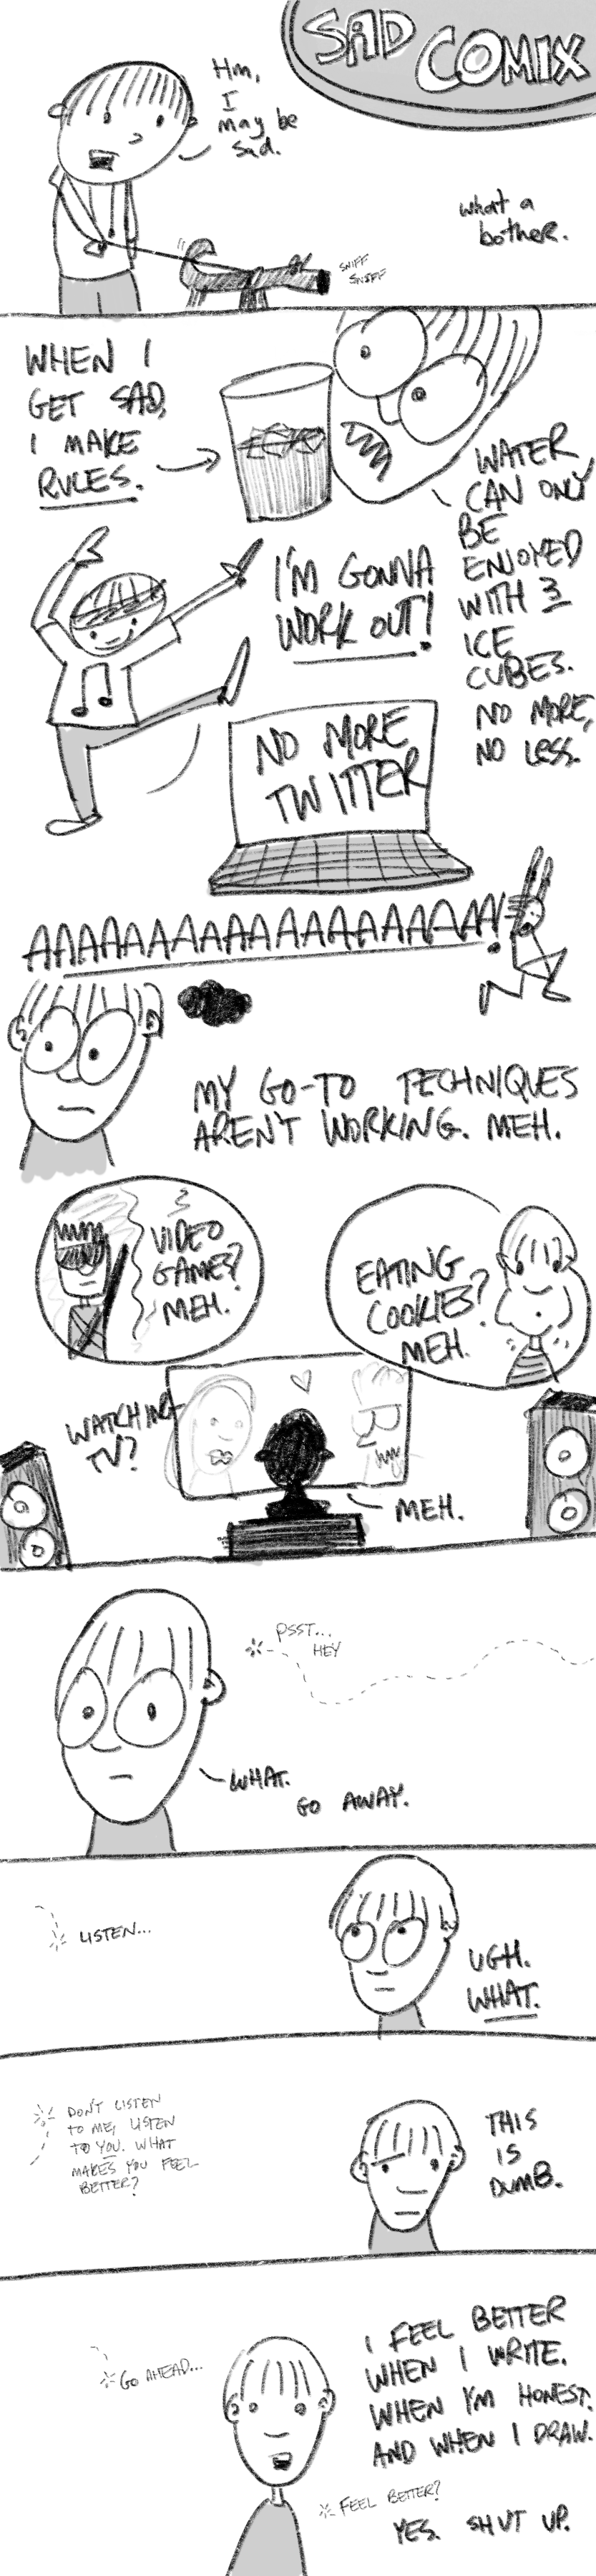 SAD
COMIX
Hm,
I
may be
sad.
what a
bother.
SNIFF
SNIFF
WHEN I
GET SAD,
I MAKE
RULES.
WATER
CAN ONLY
BE
ENJOYED
WITH 3
ICE
CUBES.
NO MORE,
NO LESS.
I'M GONNA
WORK OUT!
NO MORE
TWITTER
AAAAAAAAAAAAAAAAAAAA!
MY GO-TO TECHNIQUES
AREN'T WORKING. MEH.
VIDEO
GAMES?
MEH.
EATING
COOKIES?
MEH.
WATCHING
TV?
MEH.
PSST...
HEY
WHAT.
GO AWAY.
LISTEN...
UGH.
WHAT.
DON'T LISTEN
TO ME, LISTEN
TO YOU. WHAT
MAKES YOU FEEL
BETTER?
THIS
IS
DUMB.
GO AHEAD...
I FEEL BETTER
WHEN I WRITE.
WHEN I'M HONEST.
AND WHEN I DRAW.
FEEL BETTER?
YES. SHUT UP.